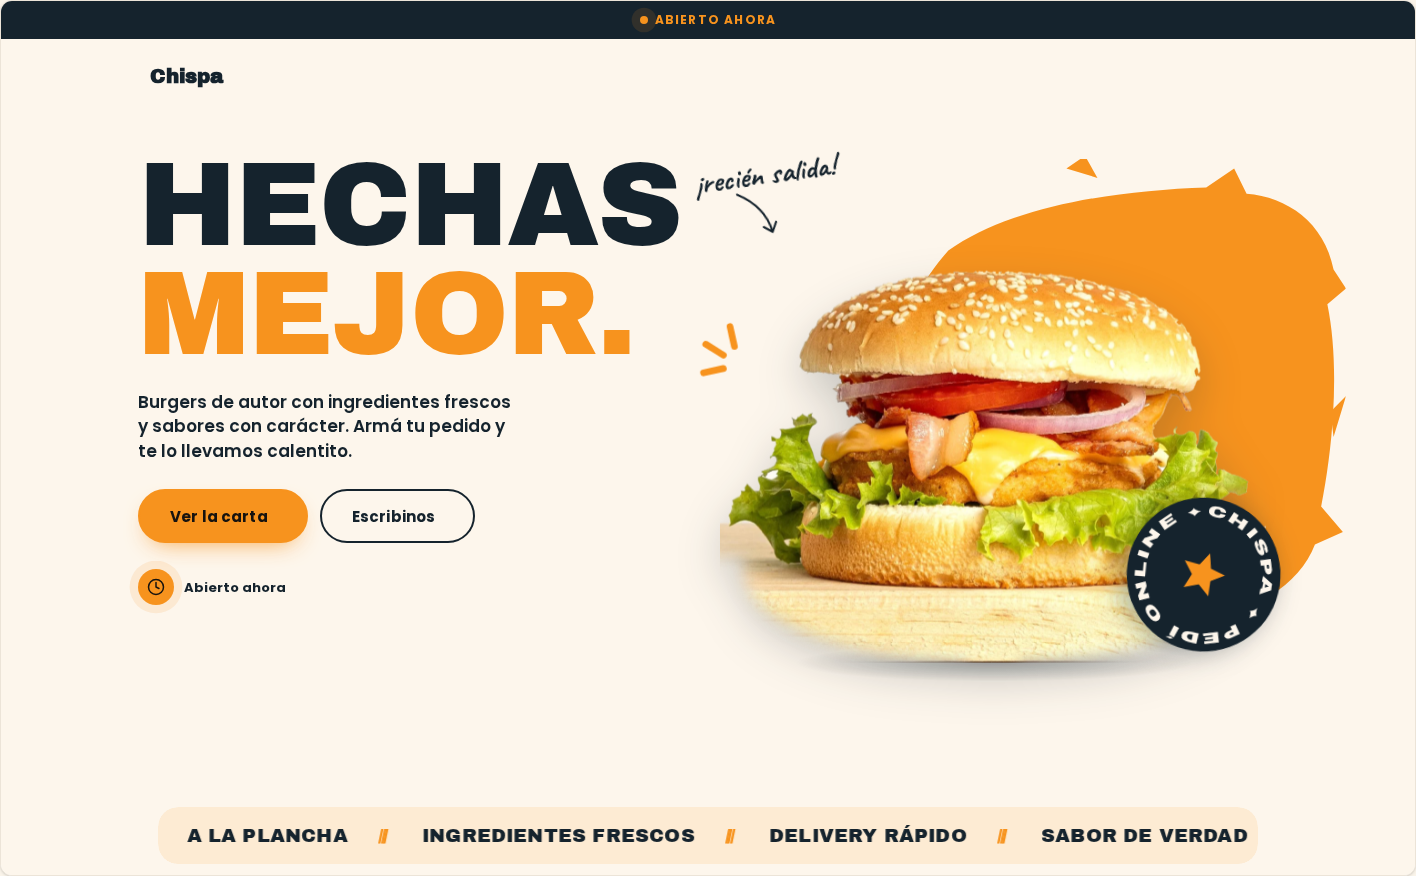 ABIERTO AHORA
Chispa
HECHAS
MEJOR.
¡recién salida!
Burgers de autor con ingredientes frescos
y sabores con carácter. Armá tu pedido y
te lo llevamos calentito.
Ver la carta
Escribinos
Abierto ahora
CHISPA ✦ PEDÍ ONLINE ✦
A LA PLANCHA // INGREDIENTES FRESCOS // DELIVERY RÁPIDO // SABOR DE VERDAD